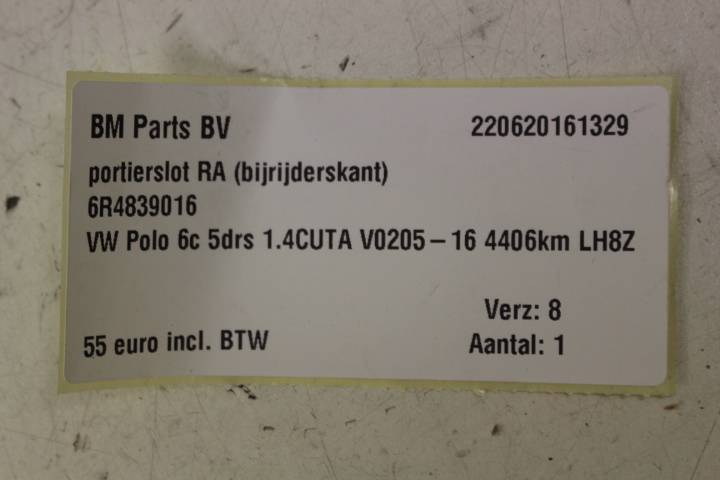 BM Parts BV 220620161329
portierslot RA (bijrijderskant)
6R4839016
VW Polo 6c 5drs 1.4CUTA V0205-16 4406km LH8Z
Verz: 8
55 euro incl. BTW Aantal: 1